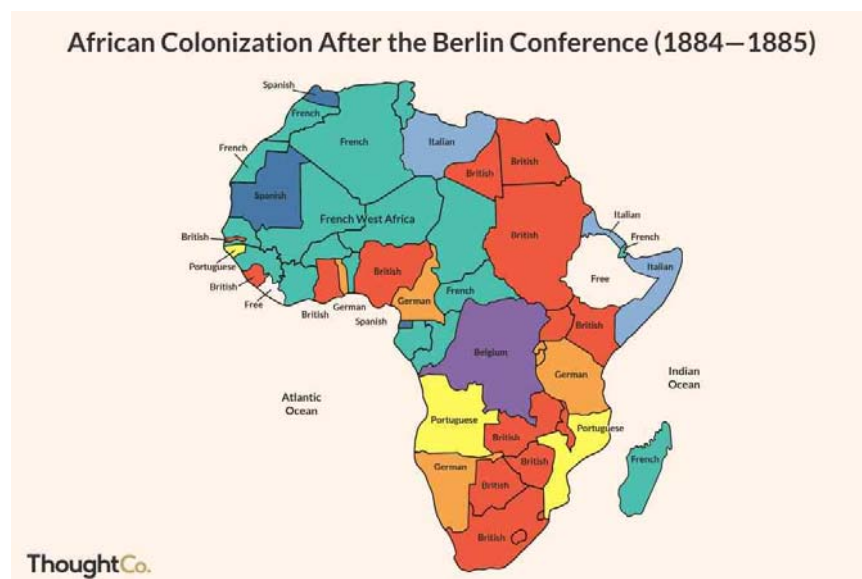 African Colonization After the Berlin Conference (1884—1885)
Spanish
French
French
Italian
British
British
French
Spanish
French West Africa
British
Italian
French
British
Portuguese
British
Free
British
German
Spanish
British
German
French
Free
Italian
British
Belgium
German
Indian
Ocean
Atlantic
Ocean
Portuguese
British
Portuguese
German
British
British
French
British
ThoughtCo.